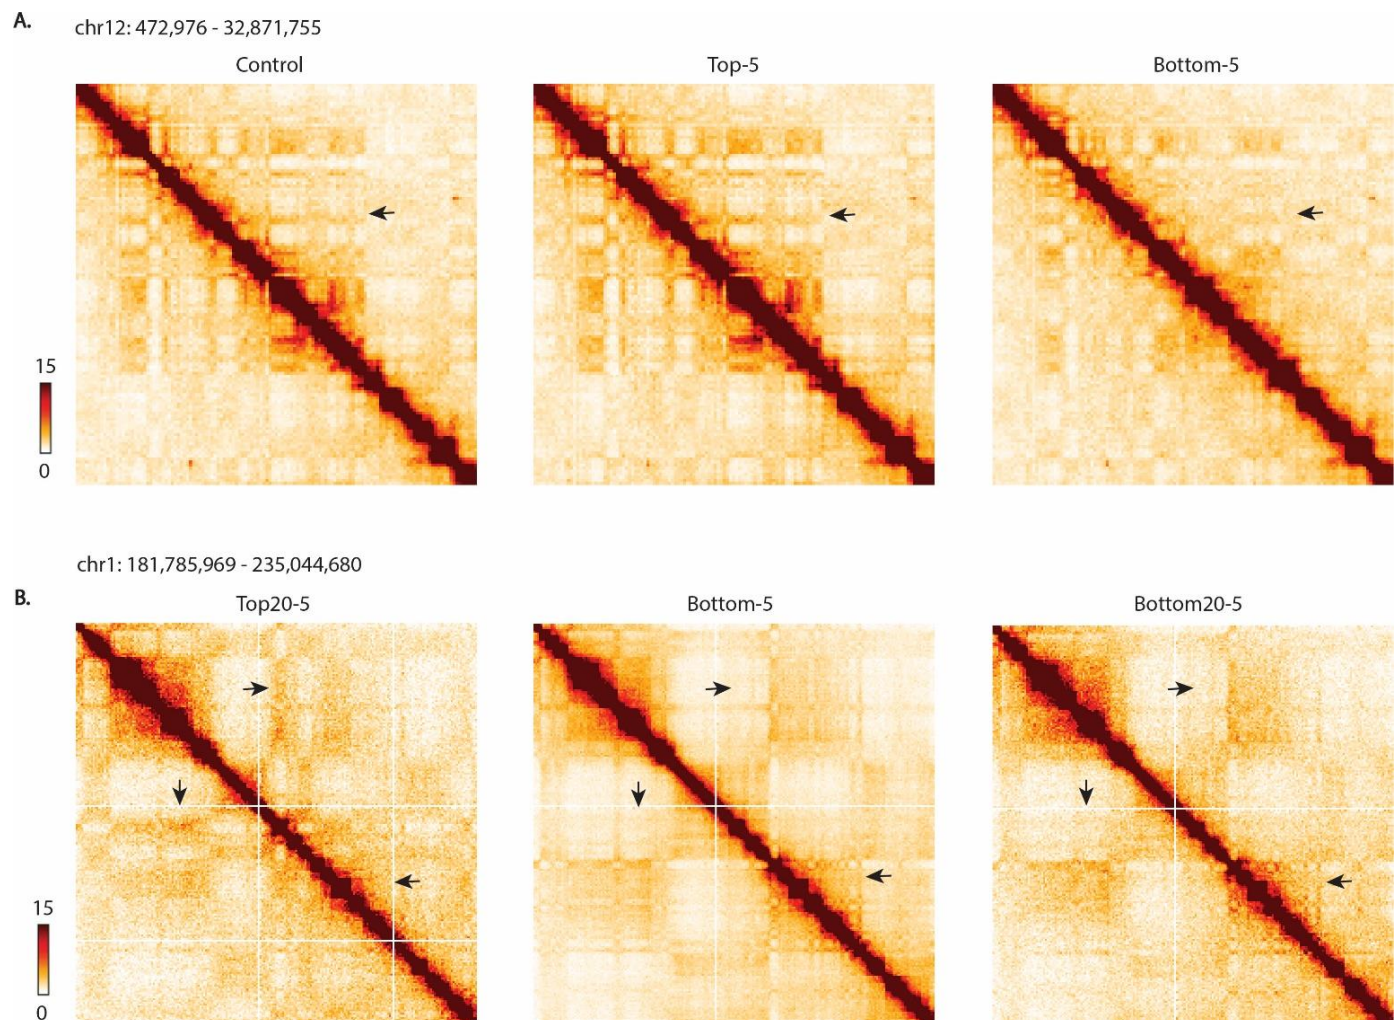 A.
chr12: 472,976 - 32,871,755
Control
Top-5
Bottom-5
15
0
chr1: 181,785,969 - 235,044,680
B.
Top20-5
Bottom-5
Bottom20-5
15
0